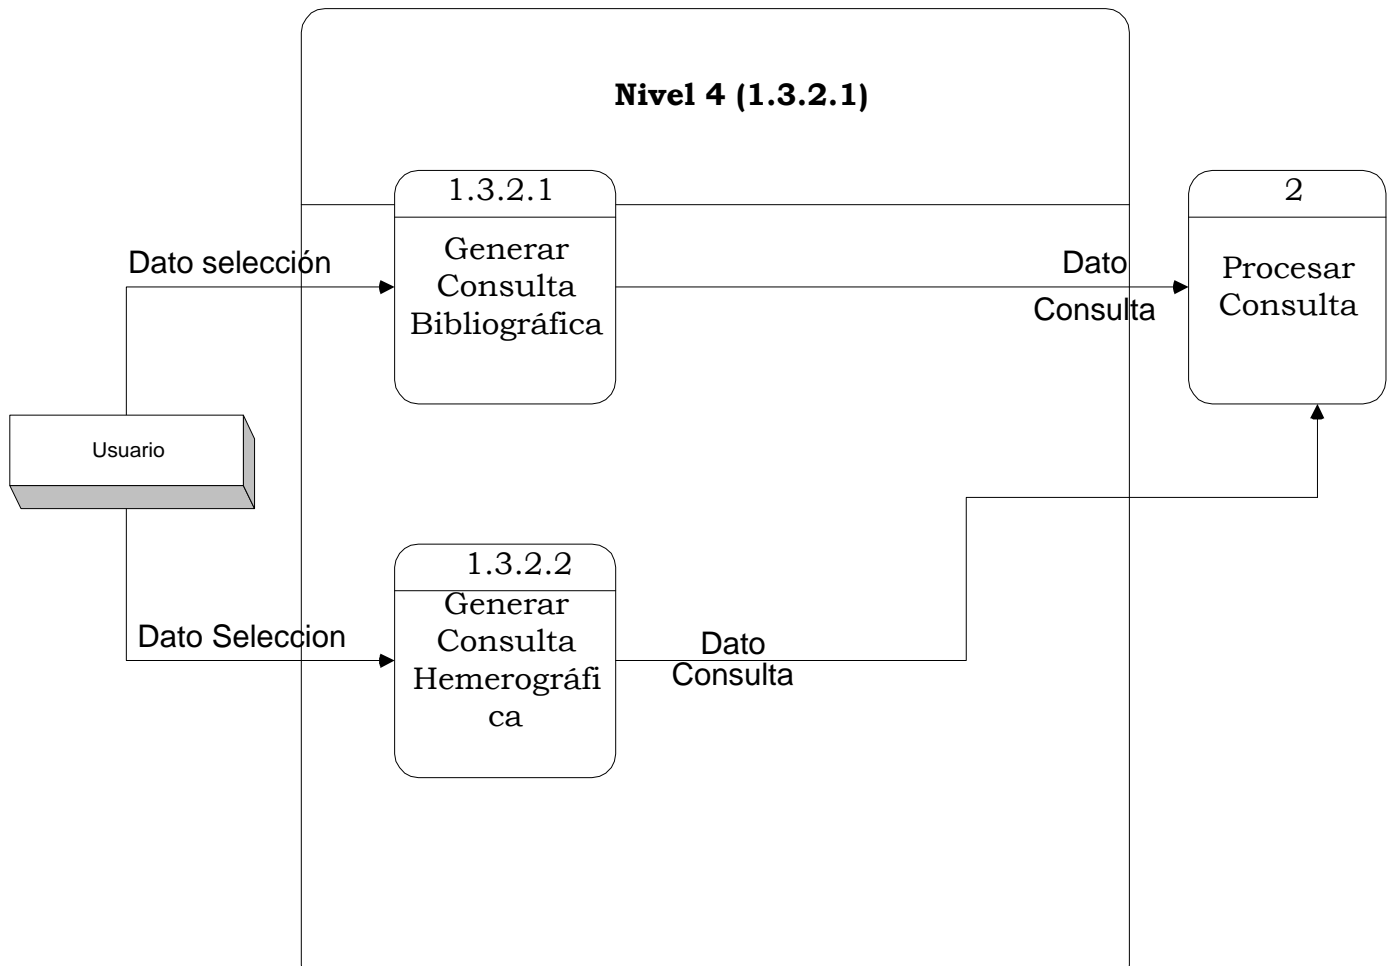 Nivel 4 (1.3.2.1)
1.3.2.1
Generar
Consulta
Bibliográfica
2
Procesar
Consulta
Dato selección
Dato
Consulta
Usuario
1.3.2.2
Generar
Consulta
Hemerográfi
ca
Dato Seleccion
Dato
Consulta